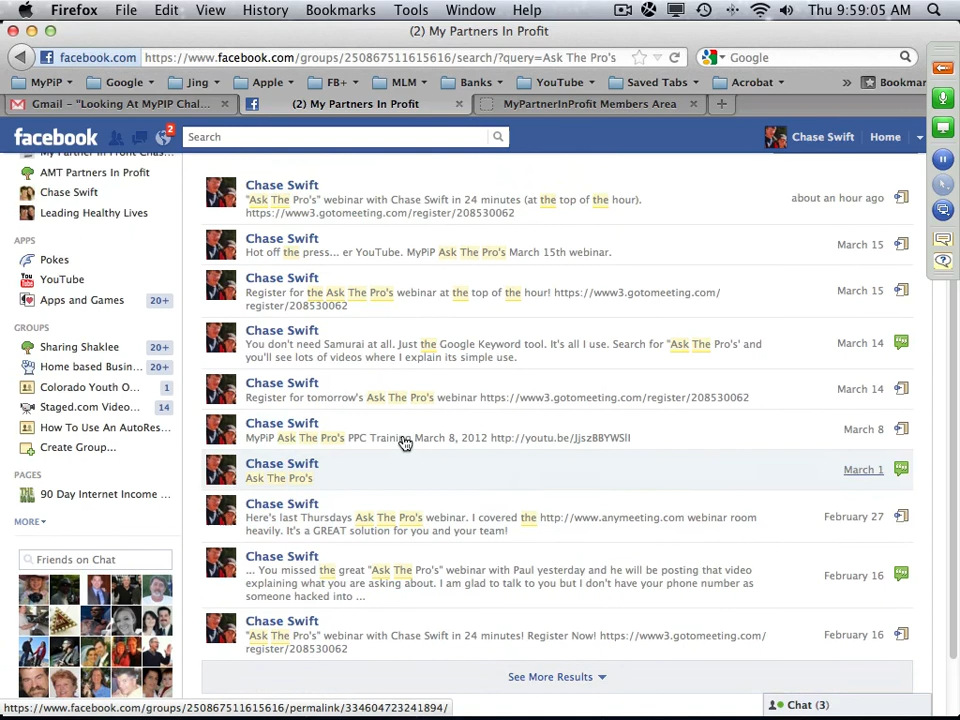 Firefox File Edit View History Bookmarks Tools Window Help Thu 9:59:05 AM
(2) My Partners In Profit
facebook.com https://www.facebook.com/groups/250867161515616/search/?query=Ask The Pro's Google
MyPiP Google Jing Apple FB+ MLM Banks YouTube Saved Tabs Acrobat » Bookmar
Gmail – "Looking At MyPIP Chal... (2) My Partners In Profit MyPartnerInProfit Members Area
facebook 2 Search Chase Swift Home
My Partner In Profit Chas...
AMT Partners In Profit
Chase Swift
Leading Healthy Lives
APPS
Pokes
YouTube
Apps and Games 20+
GROUPS
Sharing Shaklee 20+
Home based Busin... 20+
Colorado Youth O... 1
Staged.com Video... 14
How To Use An AutoRes...
Create Group...
PAGES
90 Day Internet Income ...
MORE
Friends on Chat
Chase Swift
"Ask The Pro's" webinar with Chase Swift in 24 minutes (at the top of the hour). about an hour ago
https://www3.gotomeeting.com/register/208530062
Chase Swift
Hot off the press... er YouTube. MyPiP Ask The Pro's March 15th webinar. March 15
Chase Swift
Register for the Ask The Pro's webinar at the top of the hour! https://www3.gotomeeting.com/ March 15
register/208530062
Chase Swift
You don't need Samurai at all. Just the Google Keyword tool. It's all I use. Search for "Ask The Pro's' and March 14
you'll see lots of videos where I explain its simple use.
Chase Swift
Register for tomorrow's Ask The Pro's webinar https://www3.gotomeeting.com/register/208530062 March 14
Chase Swift
MyPiP Ask The Pro's PPC Training March 8, 2012 http://youtu.be/JjszBBYWSlI March 8
Chase Swift
Ask The Pro's March 1
Chase Swift
Here's last Thursdays Ask The Pro's webinar. I covered the http://www.anymeeting.com webinar room February 27
heavily. It's a GREAT solution for you and your team!
Chase Swift
... You missed the great "Ask The Pro's" webinar with Paul yesterday and he will be posting that video February 16
explaining what you are asking about. I am glad to talk to you but I don't have your phone number as
someone hacked into ...
Chase Swift
"Ask The Pro's" webinar with Chase Swift in 24 minutes! Register Now! https://www3.gotomeeting.com/ February 16
register/208530062
See More Results
https://www.facebook.com/groups/250867161515616/permalink/334604723241894/
Chat (3)